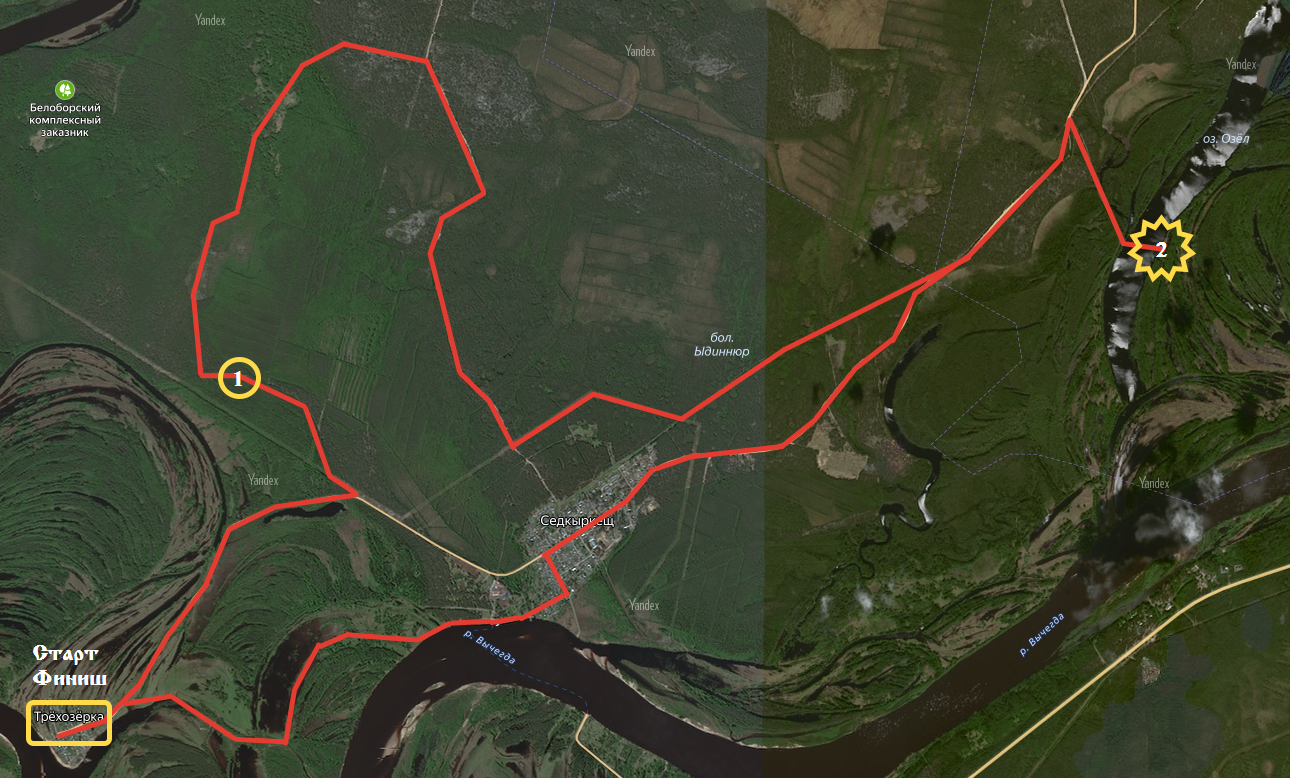 Yandex
Yandex
Yandex
Белоборский
комплексный
заказник
оз. Озёл
2
бол.
Ыдиннюр
1
Yandex
Yandex
Седкыркещ
Yandex
р. Вычегда
р. Вычегда
Старт
Финиш
Трёхозёрка